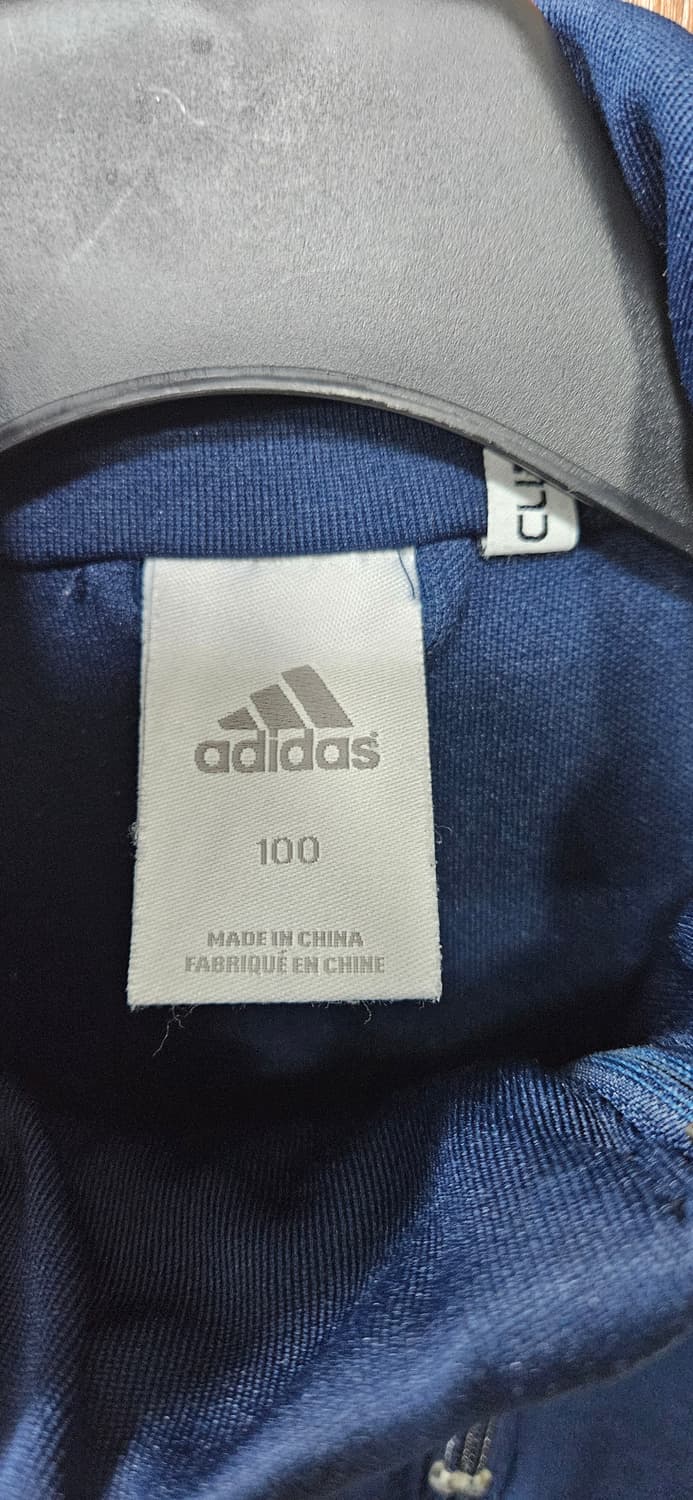 adidas
100
MADE IN CHINA
FABRIQUÉ EN CHINE